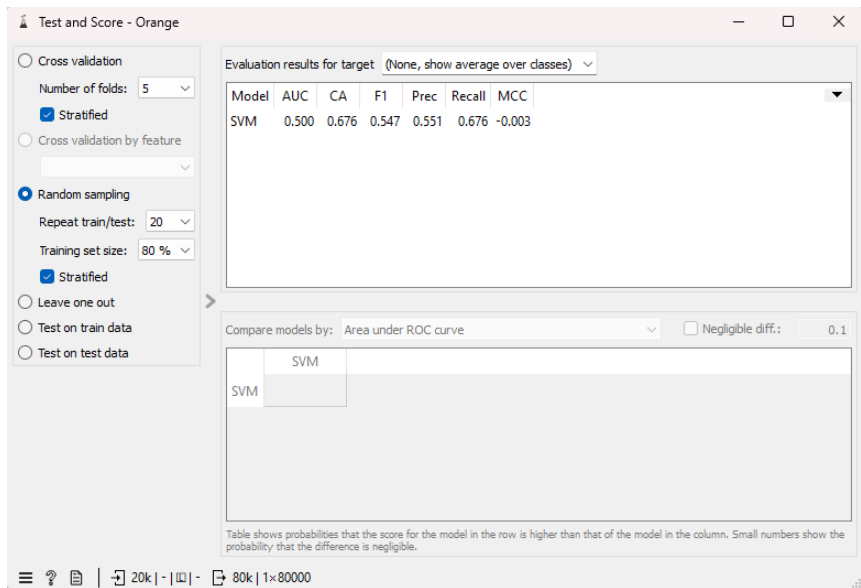 Test and Score - Orange
Cross validation
Number of folds: 5
Stratified
Cross validation by feature
Random sampling
Repeat train/test: 20
Training set size: 80 %
Stratified
Leave one out
Test on train data
Test on test data
Evaluation results for target (None, show average over classes)
Model AUC CA F1 Prec Recall MCC
SVM 0.500 0.676 0.547 0.551 0.676 -0.003
Compare models by: Area under ROC curve
Negligible diff.: 0.1
SVM
SVM
Table shows probabilities that the score for the model in the row is higher than that of the model in the column. Small numbers show the
probability that the difference is negligible.
20k | - | - 80k | 1×80000